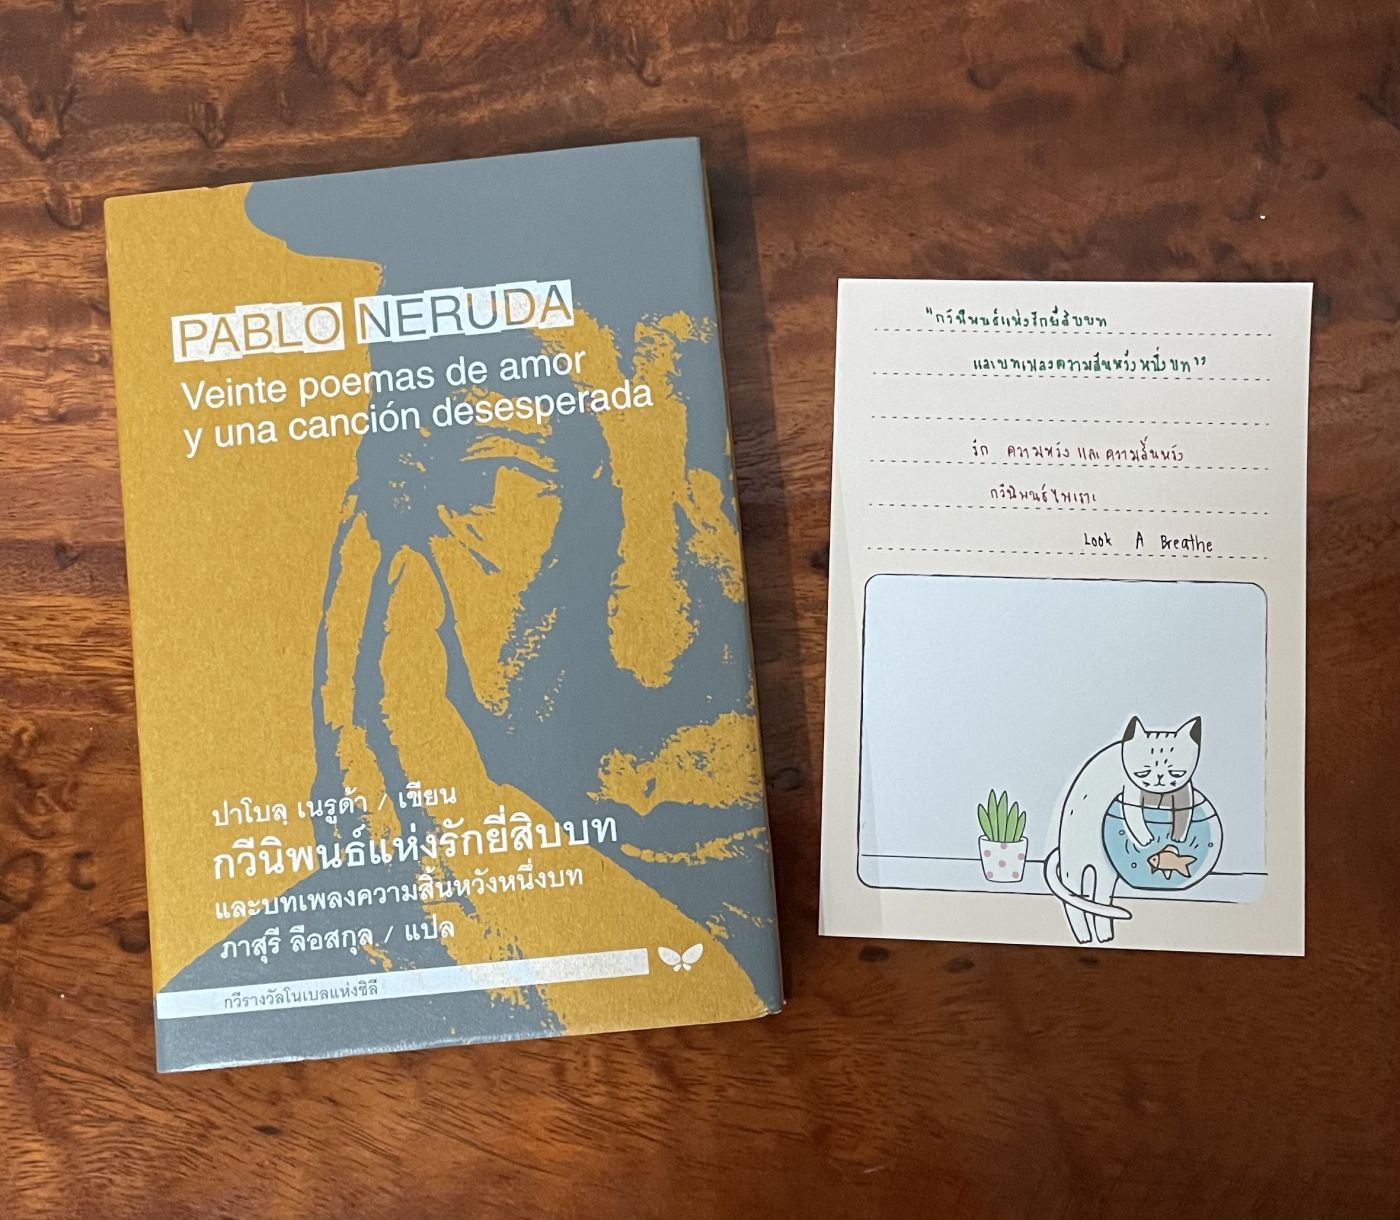 PABLO NERUDA
Veinte poemas de amor
y una canción desesperada
ปาโบลฺ เนรูด้า / เขียน
กวีนิพนธ์แห่งรักยี่สิบบท
และบทเพลงความสิ้นหวังหนึ่งบท
ภาสุรี ลือสกุล / แปล
กวีรางวัลโนเบลแห่งชิลี
"กวีนิพนธ์แห่งรักยี่สิบบท
และบทเพลงความสิ้นหวังหนึ่งบท"
รัก ความหวัง และความสิ้นหวัง
กวีนิพนธ์ไพเราะ
Look A Breathe